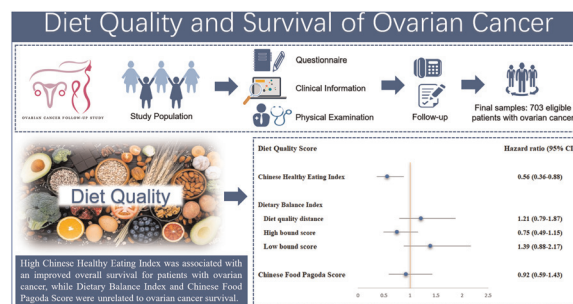 Diet Quality and Survival of Ovarian Cancer
OVARIAN CANCER FOLLOW-UP STUDY
Study Population
Questionnaire
Clinical Information
Physical Examination
Follow-up
Final samples: 703 eligible
patients with ovarian cancer
Diet Quality
High Chinese Healthy Eating Index was associated with
an improved overall survival for patients with ovarian
cancer, while Dietary Balance Index and Chinese Food
Pagoda Score were unrelated to ovarian cancer survival.
Diet Quality Score Hazard ratio (95% CI
Chinese Healthy Eating Index 0.56 (0.36-0.88)
Dietary Balance Index
Diet quality distance 1.21 (0.79-1.87)
High bound score 0.75 (0.49-1.15)
Low bound score 1.39 (0.88-2.17)
Chinese Food Pagoda Score 0.92 (0.59-1.43)
0 0.5 1 1.5 2 2.5